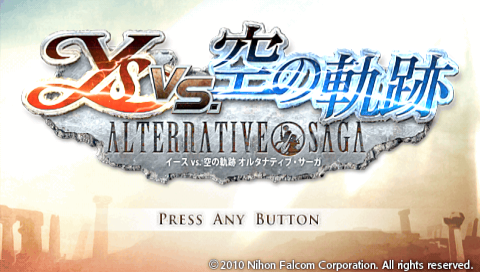 Ys vs. 空の軌跡
ALTERNATIVE SAGA
イース vs. 空の軌跡 オルタナティブ・サーガ
PRESS ANY BUTTON
© 2010 Nihon Falcom Corporation. All rights reserved.